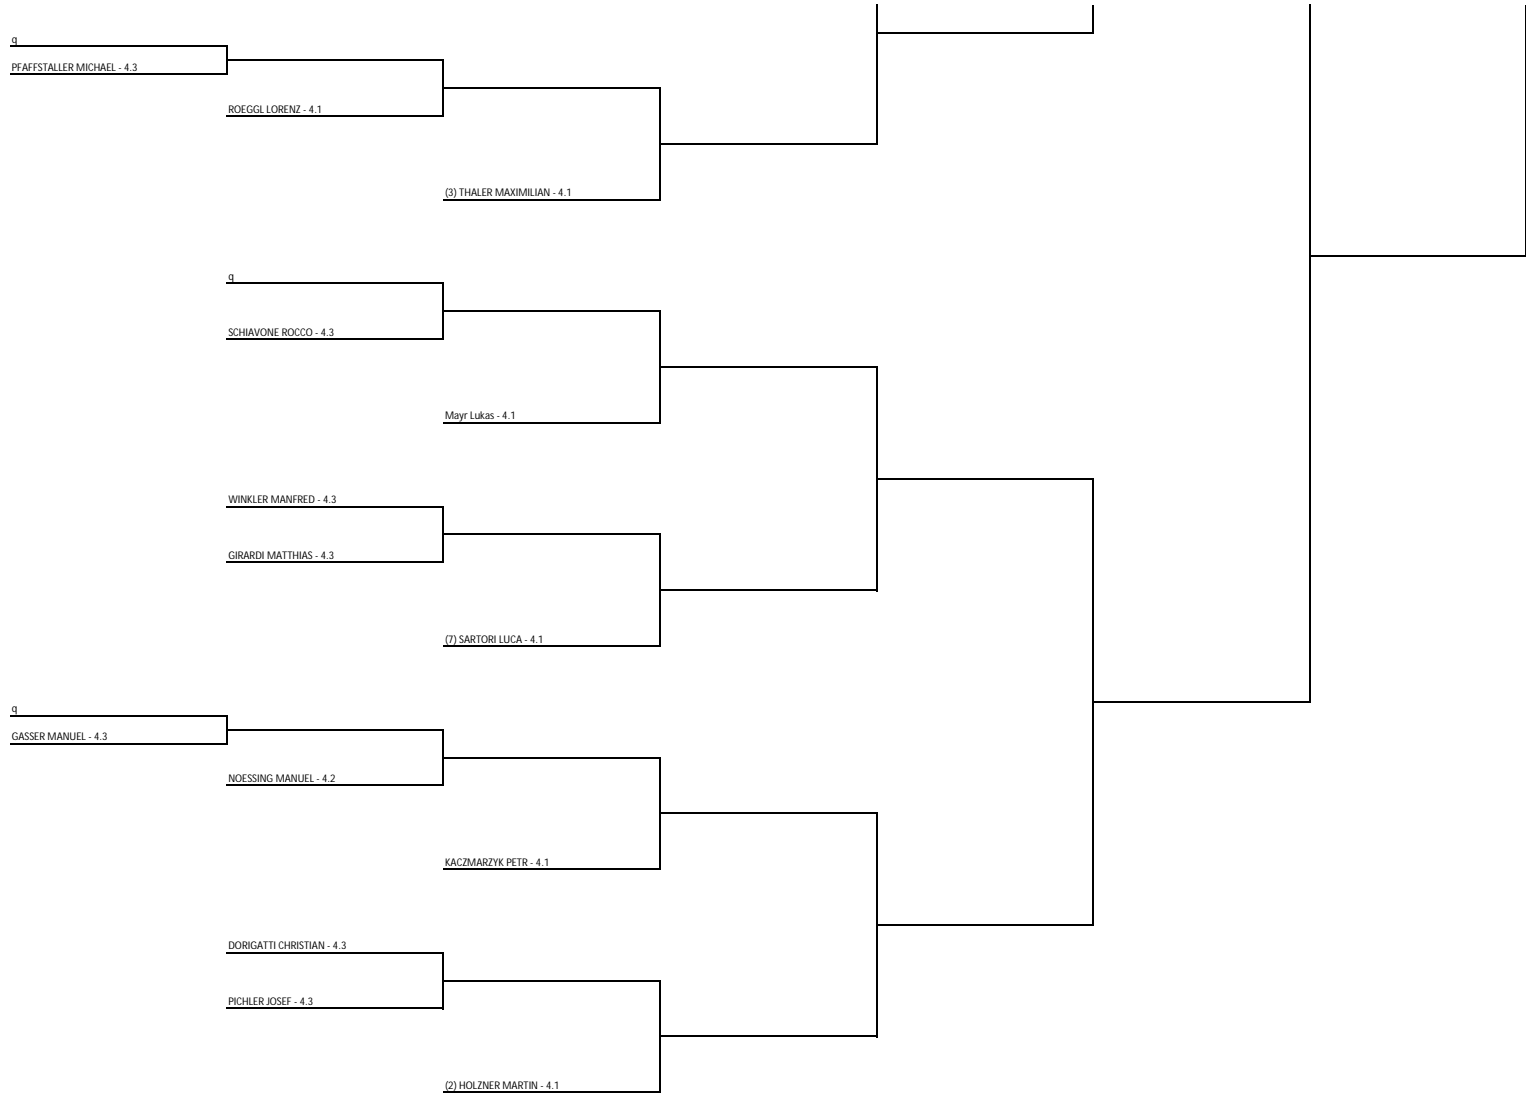 q
PFAFFSTALLER MICHAEL - 4.3
ROEGGL LORENZ - 4.1
(3) THALER MAXIMILIAN - 4.1
q
SCHIAVONE ROCCO - 4.3
Mayr Lukas - 4.1
WINKLER MANFRED - 4.3
GIRARDI MATTHIAS - 4.3
(7) SARTORI LUCA - 4.1
q
GASSER MANUEL - 4.3
NOESSING MANUEL - 4.2
KACZMARZYK PETR - 4.1
DORIGATTI CHRISTIAN - 4.3
PICHLER JOSEF - 4.3
(2) HOLZNER MARTIN - 4.1